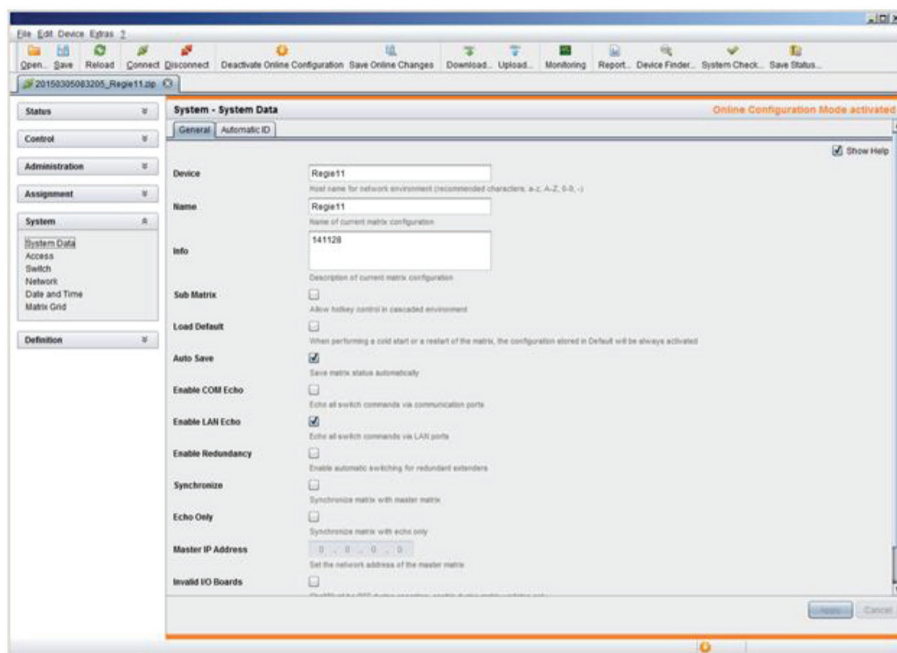 File Edit Device Extras ?
Open... Save Reload Connect Disconnect Deactivate Online Configuration Save Online Changes Download... Upload... Monitoring Report... Device Finder... System Check... Save Status...
20150305083205_Regie11.zip
Status
Control
Administration
Assignment
System
System Data
Access
Switch
Network
Date and Time
Matrix Grid
Definition
System - System Data Online Configuration Mode activated
General Automatic ID
Show Help
Device Regie11
Host name for network environment (recommended characters, a-z, A-Z, 0-9, -)
Name Regie11
Name of current matrix configuration
Info 141128
Description of current matrix configuration
Sub Matrix
Allow hotkey control in cascaded environment
Load Default
When performing a cold start or a restart of the matrix, the configuration stored in Default will be always activated
Auto Save
Save matrix status automatically
Enable COM Echo
Echo all switch commands via communication ports
Enable LAN Echo
Echo all switch commands via LAN ports
Enable Redundancy
Enable automatic switching for redundant extenders
Synchronize
Synchronize matrix with master matrix
Echo Only
Synchronize matrix with echo only
Master IP Address 0 . 0 . 0 . 0
Set the network address of the master matrix
Invalid I/O Boards
Apply Cancel